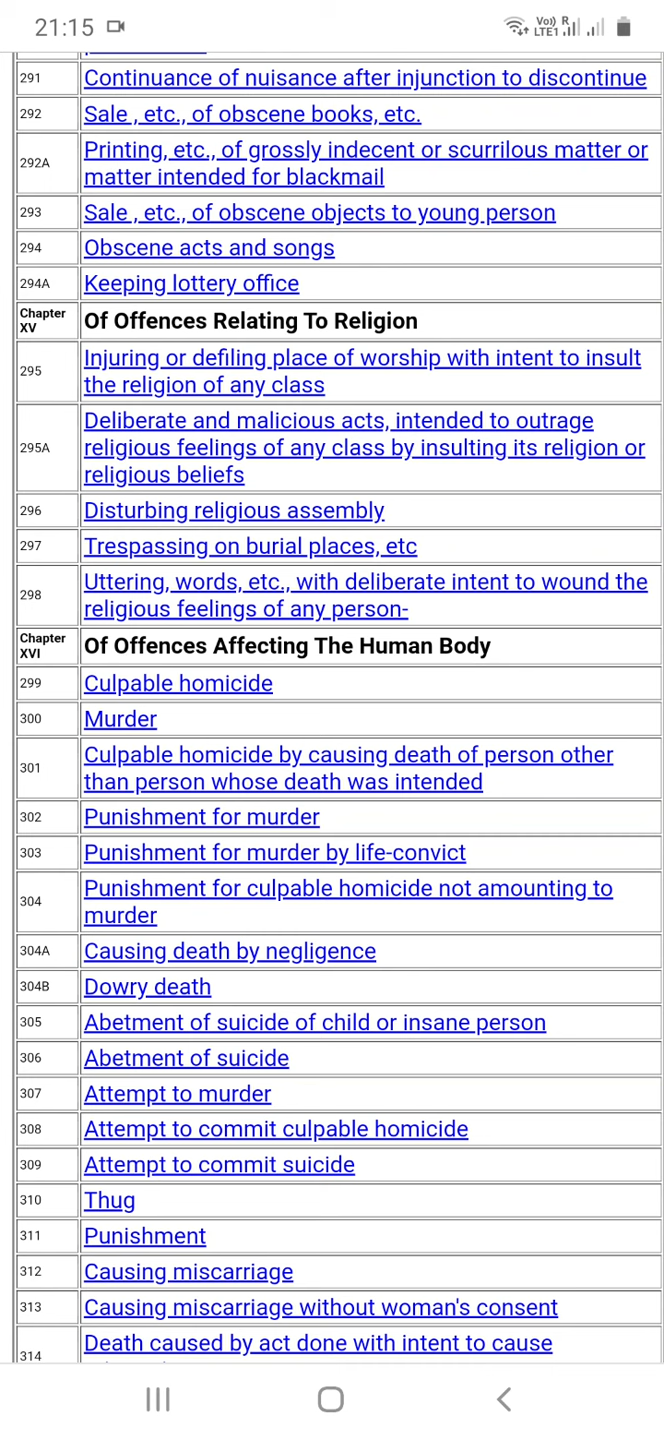 21:15 Vo)) R
LTE1
291 Continuance of nuisance after injunction to discontinue
292 Sale , etc., of obscene books, etc.
292A Printing, etc., of grossly indecent or scurrilous matter or
matter intended for blackmail
293 Sale , etc., of obscene objects to young person
294 Obscene acts and songs
294A Keeping lottery office
Chapter
XV Of Offences Relating To Religion
295 Injuring or defiling place of worship with intent to insult
the religion of any class
295A Deliberate and malicious acts, intended to outrage
religious feelings of any class by insulting its religion or
religious beliefs
296 Disturbing religious assembly
297 Trespassing on burial places, etc
298 Uttering, words, etc., with deliberate intent to wound the
religious feelings of any person-
Chapter
XVI Of Offences Affecting The Human Body
299 Culpable homicide
300 Murder
301 Culpable homicide by causing death of person other
than person whose death was intended
302 Punishment for murder
303 Punishment for murder by life-convict
304 Punishment for culpable homicide not amounting to
murder
304A Causing death by negligence
304B Dowry death
305 Abetment of suicide of child or insane person
306 Abetment of suicide
307 Attempt to murder
308 Attempt to commit culpable homicide
309 Attempt to commit suicide
310 Thug
311 Punishment
312 Causing miscarriage
313 Causing miscarriage without woman's consent
314 Death caused by act done with intent to cause